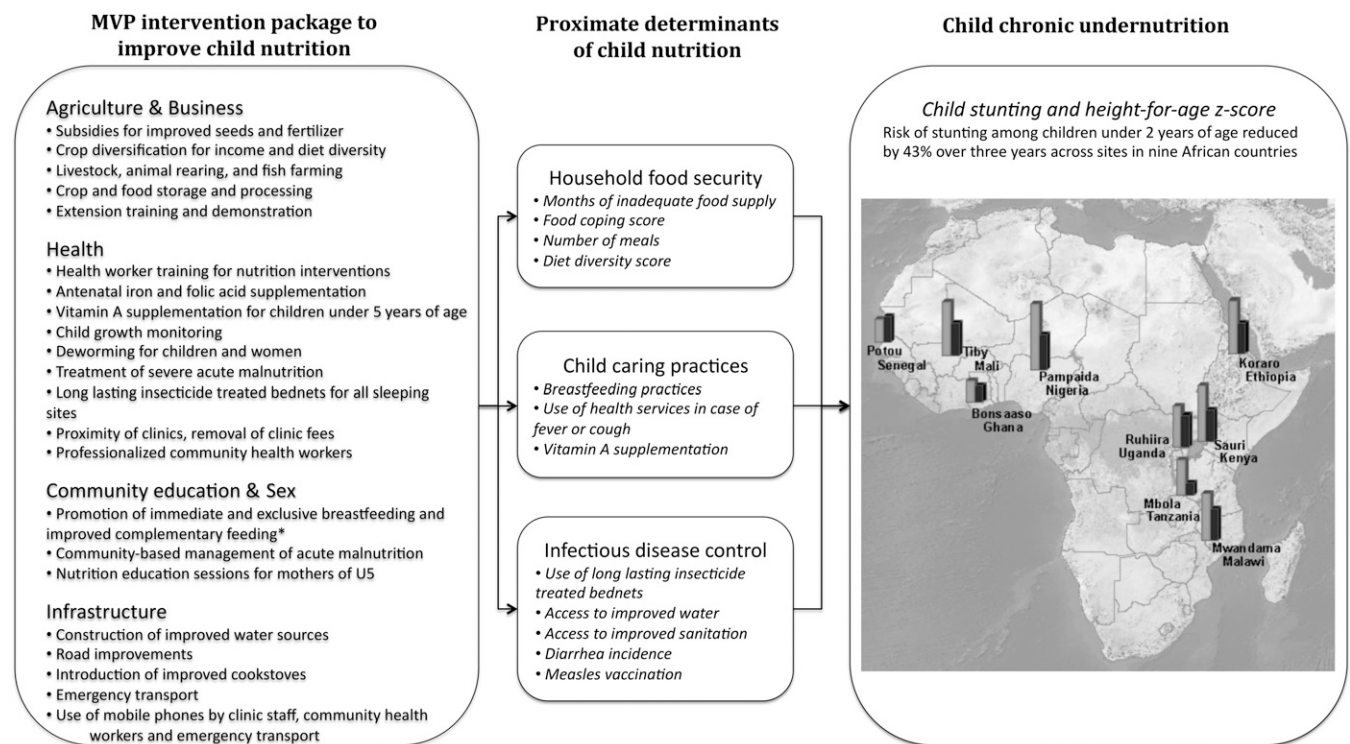 MVP intervention package to
improve child nutrition
Agriculture & Business
• Subsidies for improved seeds and fertilizer
• Crop diversification for income and diet diversity
• Livestock, animal rearing, and fish farming
• Crop and food storage and processing
• Extension training and demonstration
Health
• Health worker training for nutrition interventions
• Antenatal iron and folic acid supplementation
• Vitamin A supplementation for children under 5 years of age
• Child growth monitoring
• Deworming for children and women
• Treatment of severe acute malnutrition
• Long lasting insecticide treated bednets for all sleeping
sites
• Proximity of clinics, removal of clinic fees
• Professionalized community health workers
Community education & Sex
• Promotion of immediate and exclusive breastfeeding and
improved complementary feeding*
• Community-based management of acute malnutrition
• Nutrition education sessions for mothers of U5
Infrastructure
• Construction of improved water sources
• Road improvements
• Introduction of improved cookstoves
• Emergency transport
• Use of mobile phones by clinic staff, community health
workers and emergency transport
Proximate determinants
of child nutrition
Household food security
• Months of inadequate food supply
• Food coping score
• Number of meals
• Diet diversity score
Child caring practices
• Breastfeeding practices
• Use of health services in case of
fever or cough
• Vitamin A supplementation
Infectious disease control
• Use of long lasting insecticide
treated bednets
• Access to improved water
• Access to improved sanitation
• Diarrhea incidence
• Measles vaccination
Child chronic undernutrition
Child stunting and height-for-age z-score
Risk of stunting among children under 2 years of age reduced
by 43% over three years across sites in nine African countries
Potou
Senegal
Tiby
Mali
Pampaida
Nigeria
Koraro
Ethiopia
Bonsaaso
Ghana
Ruhiira
Uganda
Sauri
Kenya
Mbola
Tanzania
Mwandama
Malawi